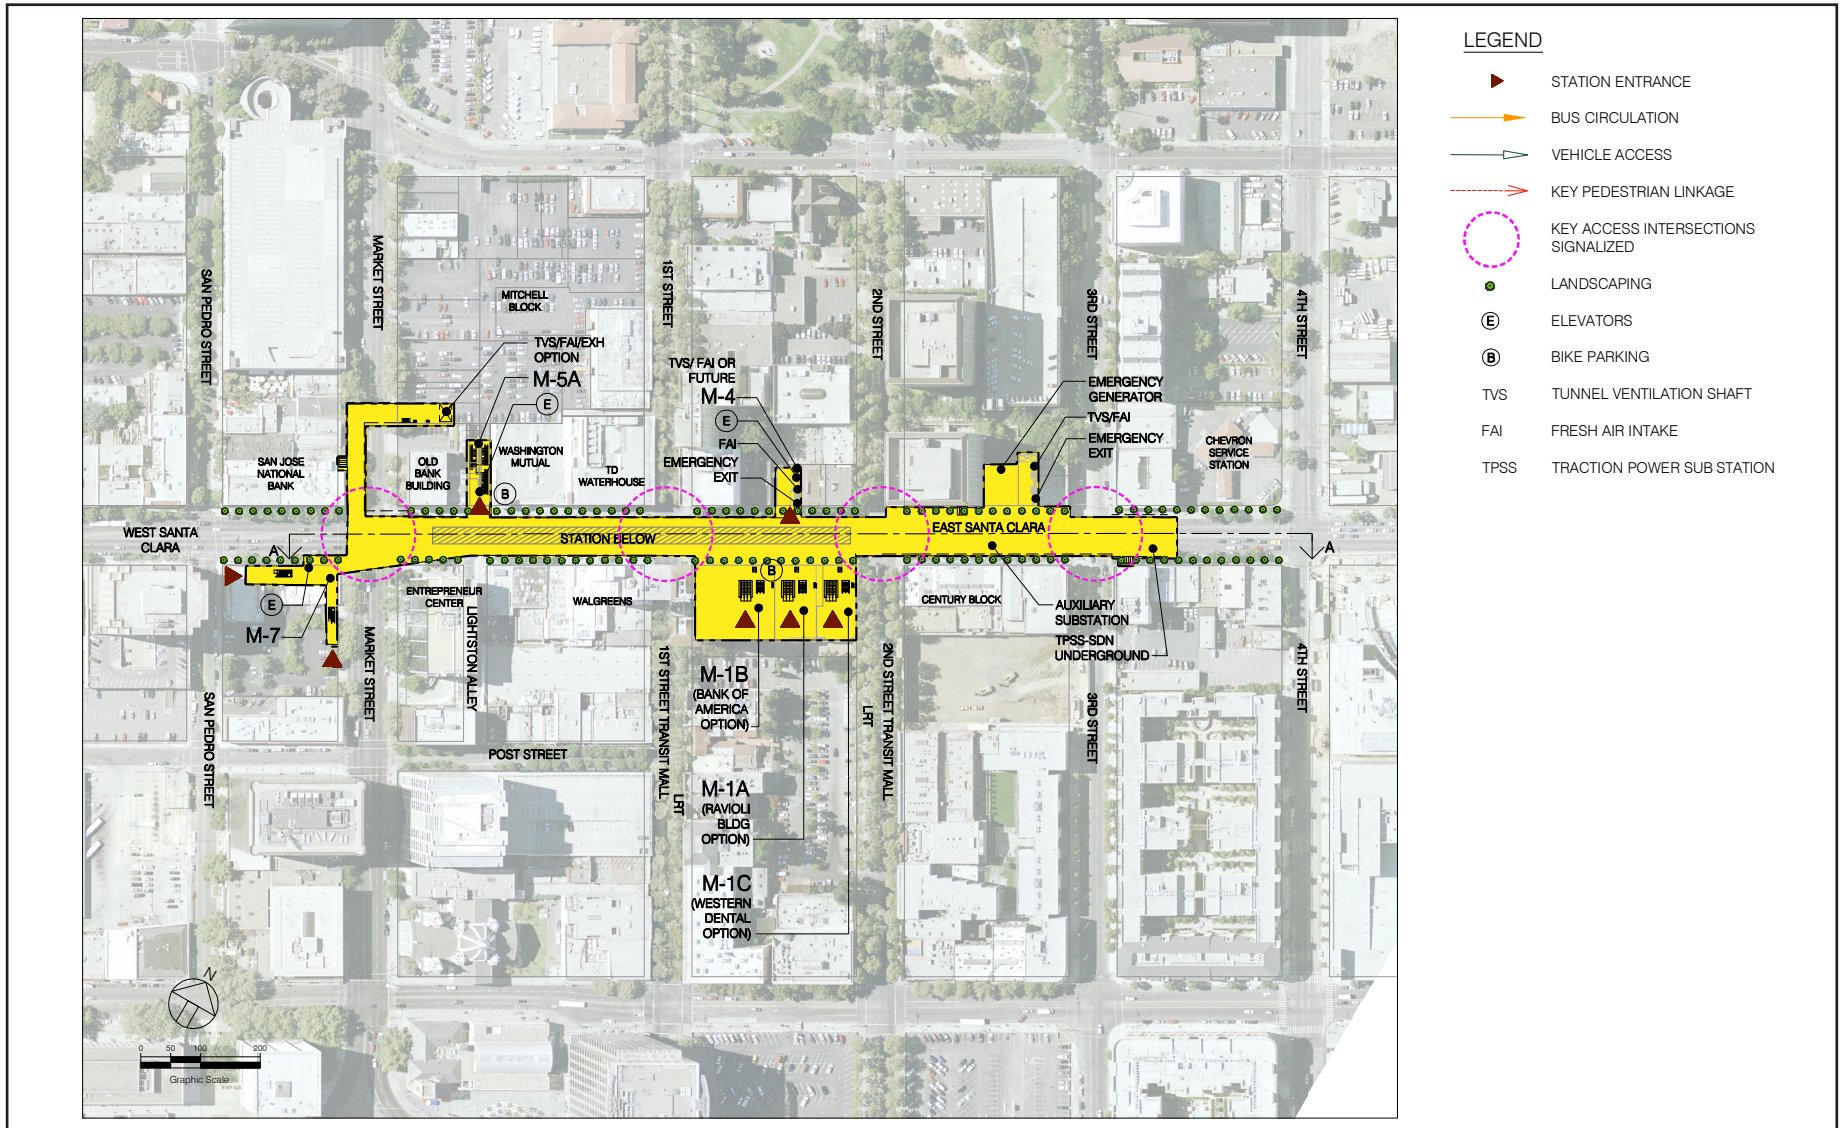 LEGEND
STATION ENTRANCE
BUS CIRCULATION
VEHICLE ACCESS
KEY PEDESTRIAN LINKAGE
KEY ACCESS INTERSECTIONS
SIGNALIZED
LANDSCAPING
E ELEVATORS
B BIKE PARKING
TVS TUNNEL VENTILATION SHAFT
FAI FRESH AIR INTAKE
TPSS TRACTION POWER SUB STATION
SAN PEDRO STREET
MARKET STREET
1ST STREET
2ND STREET
3RD STREET
4TH STREET
MITCHELL
BLOCK
TVS/FAI/EXH
OPTION
M-5A
E
TVS/ FAI OR
FUTURE
M-4
E
FAI
EMERGENCY
EXIT
EMERGENCY
GENERATOR
TVS/FAI
EMERGENCY
EXIT
CHEVRON
SERVICE
STATION
SAN JOSE
NATIONAL
BANK
OLD
BANK
BUILDING
WASHINGTON
MUTUAL
B
TD
WATERHOUSE
WEST SANTA
CLARA
A
STATION BELOW
EAST SANTA CLARA
A
E
M-7
ENTREPRENEUR
CENTER
WALGREENS
B
CENTURY BLOCK
AUXILIARY
SUBSTATION
TPSS-SDN
UNDERGROUND
MARKET STREET
LIGHTSTON ALLEY
1ST STREET TRANSIT MALL
LRT
2ND STREET TRANSIT MALL
LRT
3RD STREET
4TH STREET
SAN PEDRO STREET
POST STREET
M-1B
(BANK OF
AMERICA
OPTION)
M-1A
(RAVIOLI
BLDG
OPTION)
M-1C
(WESTERN
DENTAL
OPTION)
N
0 50 100 200
Graphic Scale